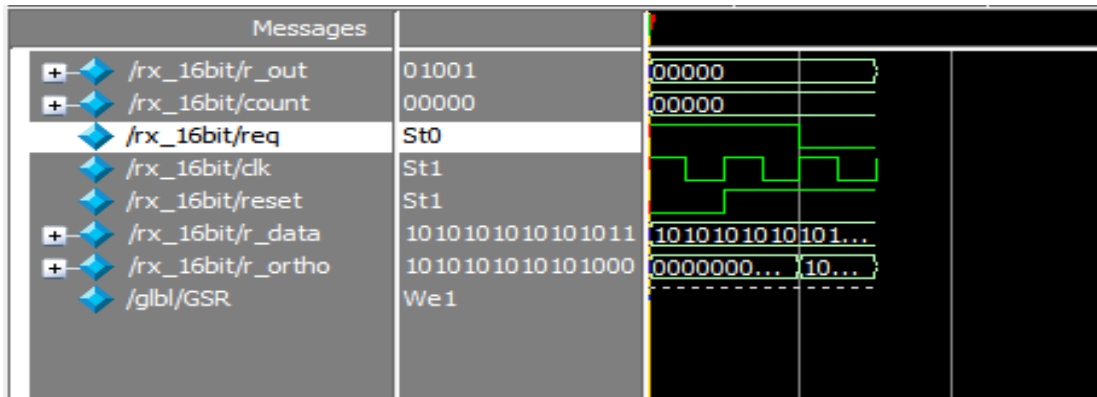 Messages
/rx_16bit/r_out 01001 00000
/rx_16bit/count 00000 00000
/rx_16bit/req St0
/rx_16bit/clk St1
/rx_16bit/reset St1
/rx_16bit/r_data 1010101010101011 1010101010101...
/rx_16bit/r_ortho 1010101010101000 0000000... 10...
/glbl/GSR We1